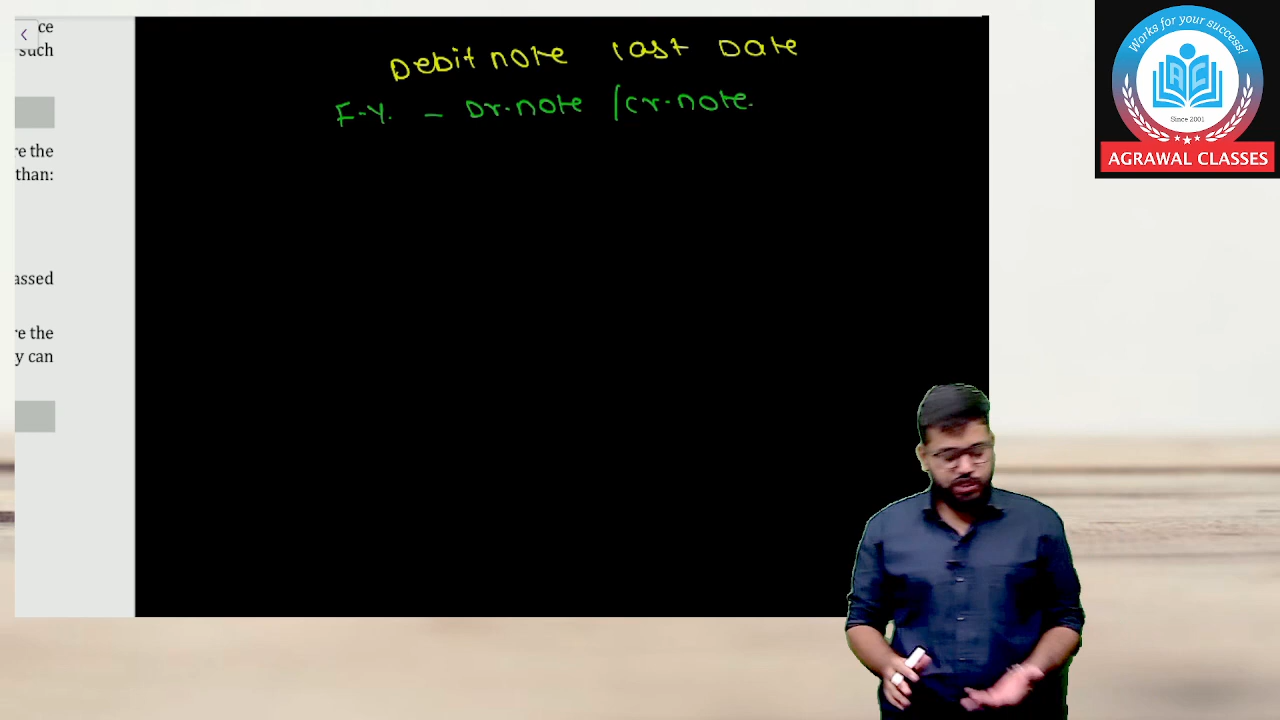 ce
such
re the
than:
assed
re the
y can
Debit note last Date
F.Y. - Dr.note / cr.note.
Works for your success!
AC
Since 2001
AGRAWAL CLASSES